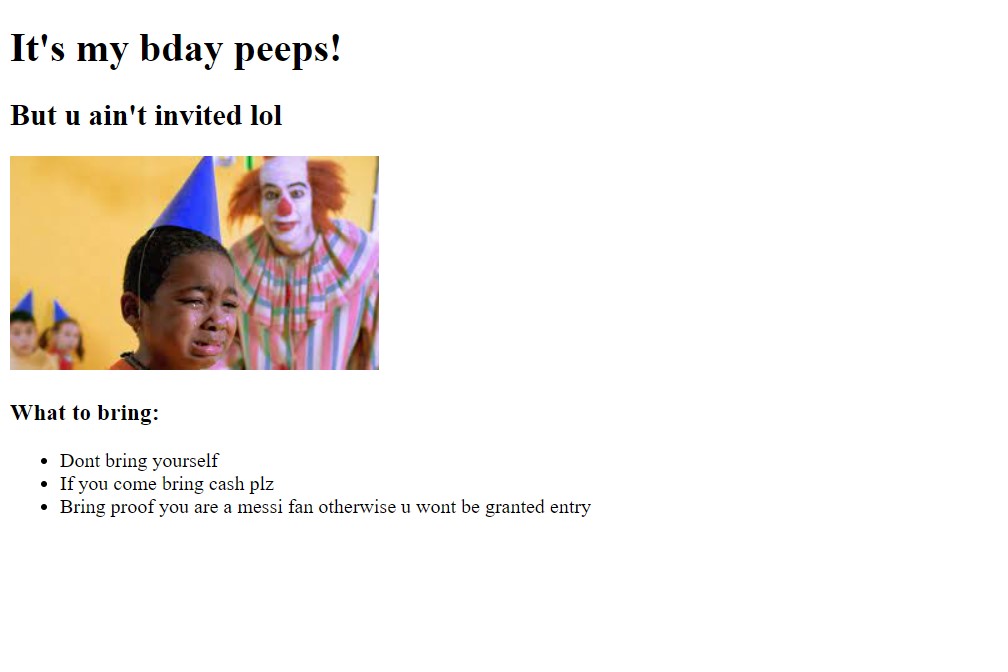 It's my bday peeps!
But u ain't invited lol
What to bring:
Dont bring yourself
If you come bring cash plz
Bring proof you are a messi fan otherwise u wont be granted entry